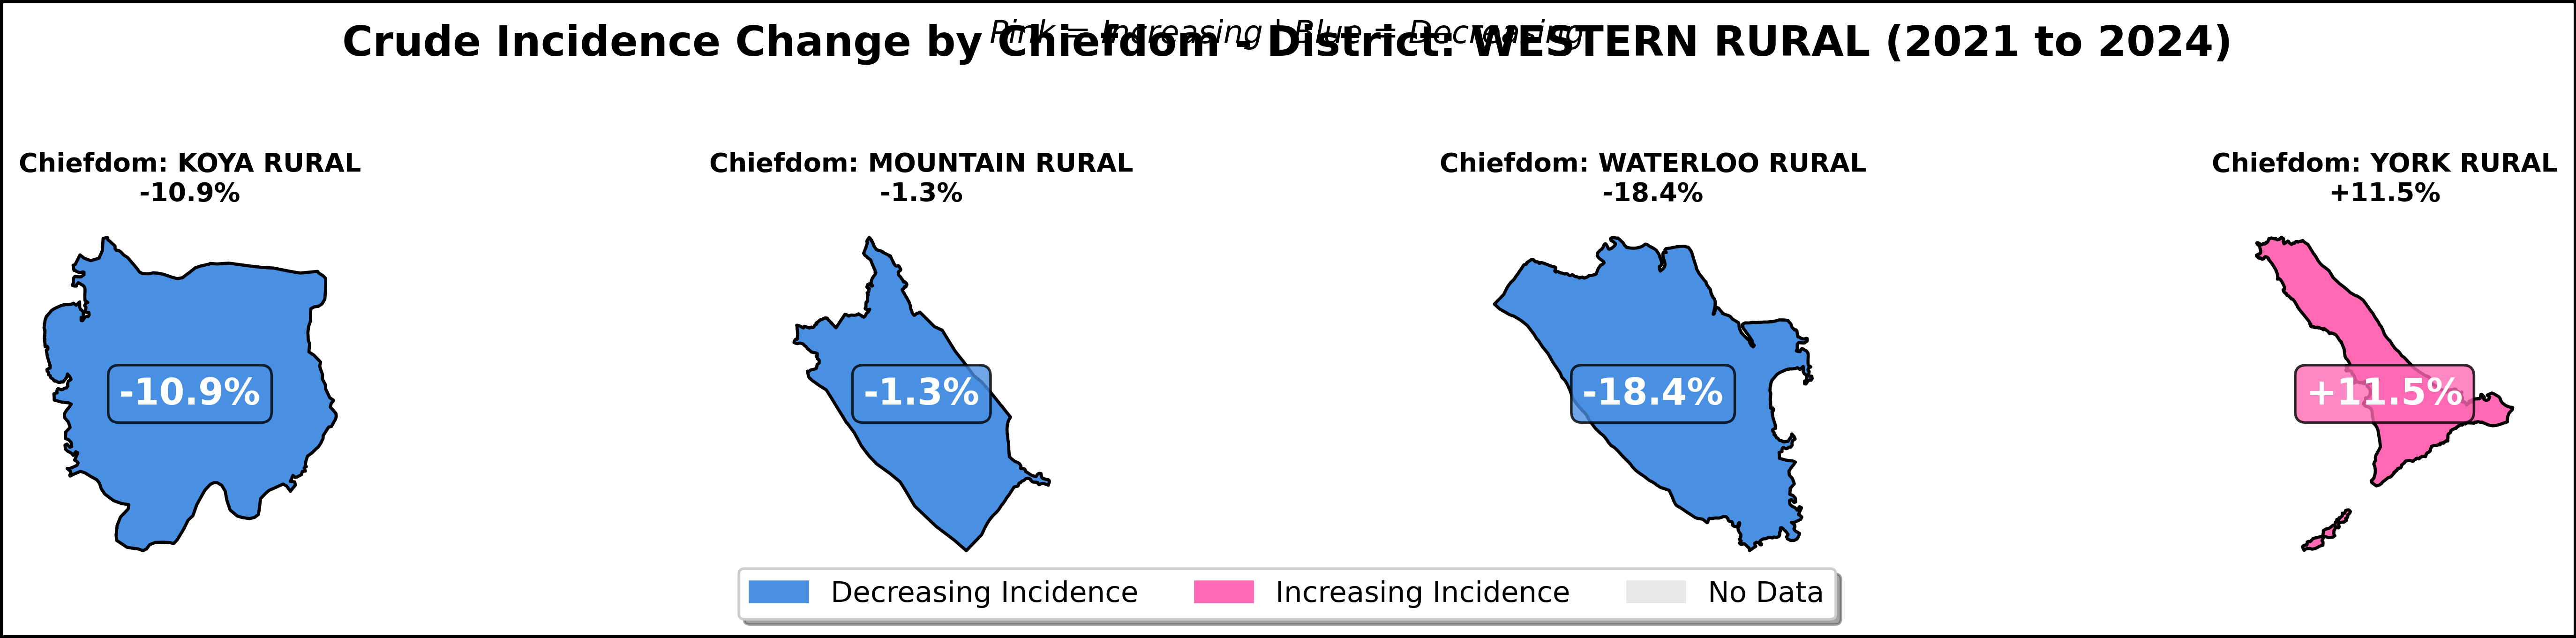 Pink = Increasing | Blue = Decreasing
Crude Incidence Change by Chiefdom - District: WESTERN RURAL (2021 to 2024)
Chiefdom: KOYA RURAL
-10.9%
Chiefdom: MOUNTAIN RURAL
-1.3%
Chiefdom: WATERLOO RURAL
-18.4%
Chiefdom: YORK RURAL
+11.5%
-10.9%
-1.3%
-18.4%
+11.5%
Decreasing Incidence
Increasing Incidence
No Data